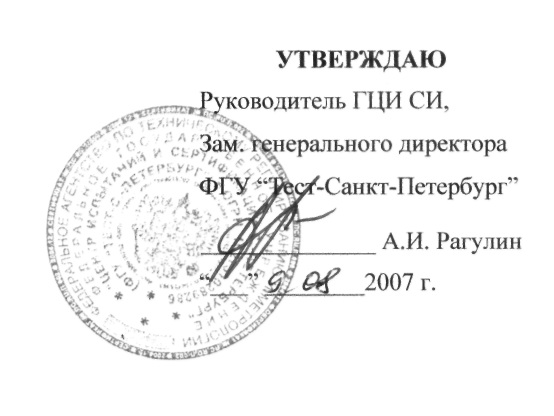 УТВЕРЖДАЮ
Руководитель ГЦИ СИ,
Зам. генерального директора
ФГУ “Тест-Санкт-Петербург”
А.И. Рагулин
“ ” 9.08 2007 г.